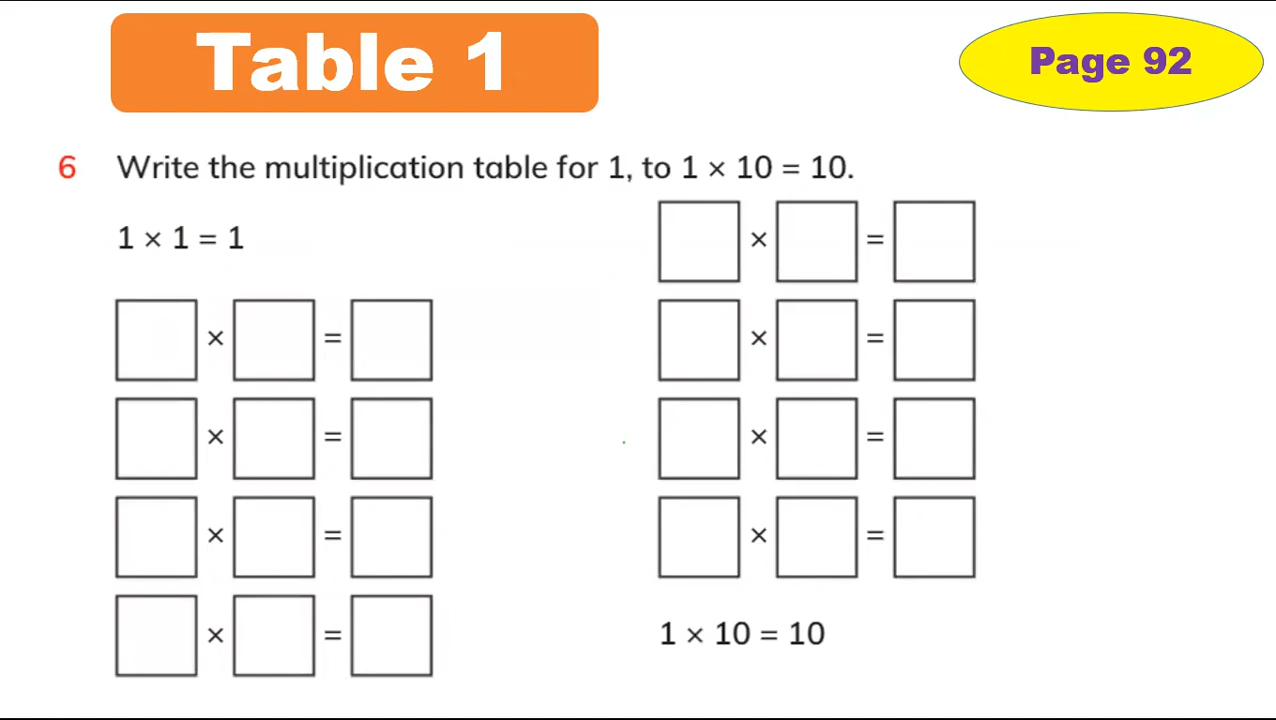 Table 1
Page 92
6 Write the multiplication table for 1, to 1 × 10 = 10.
1 × 1 = 1
× =
× =
× =
× =
× =
× =
× =
× =
1 × 10 = 10